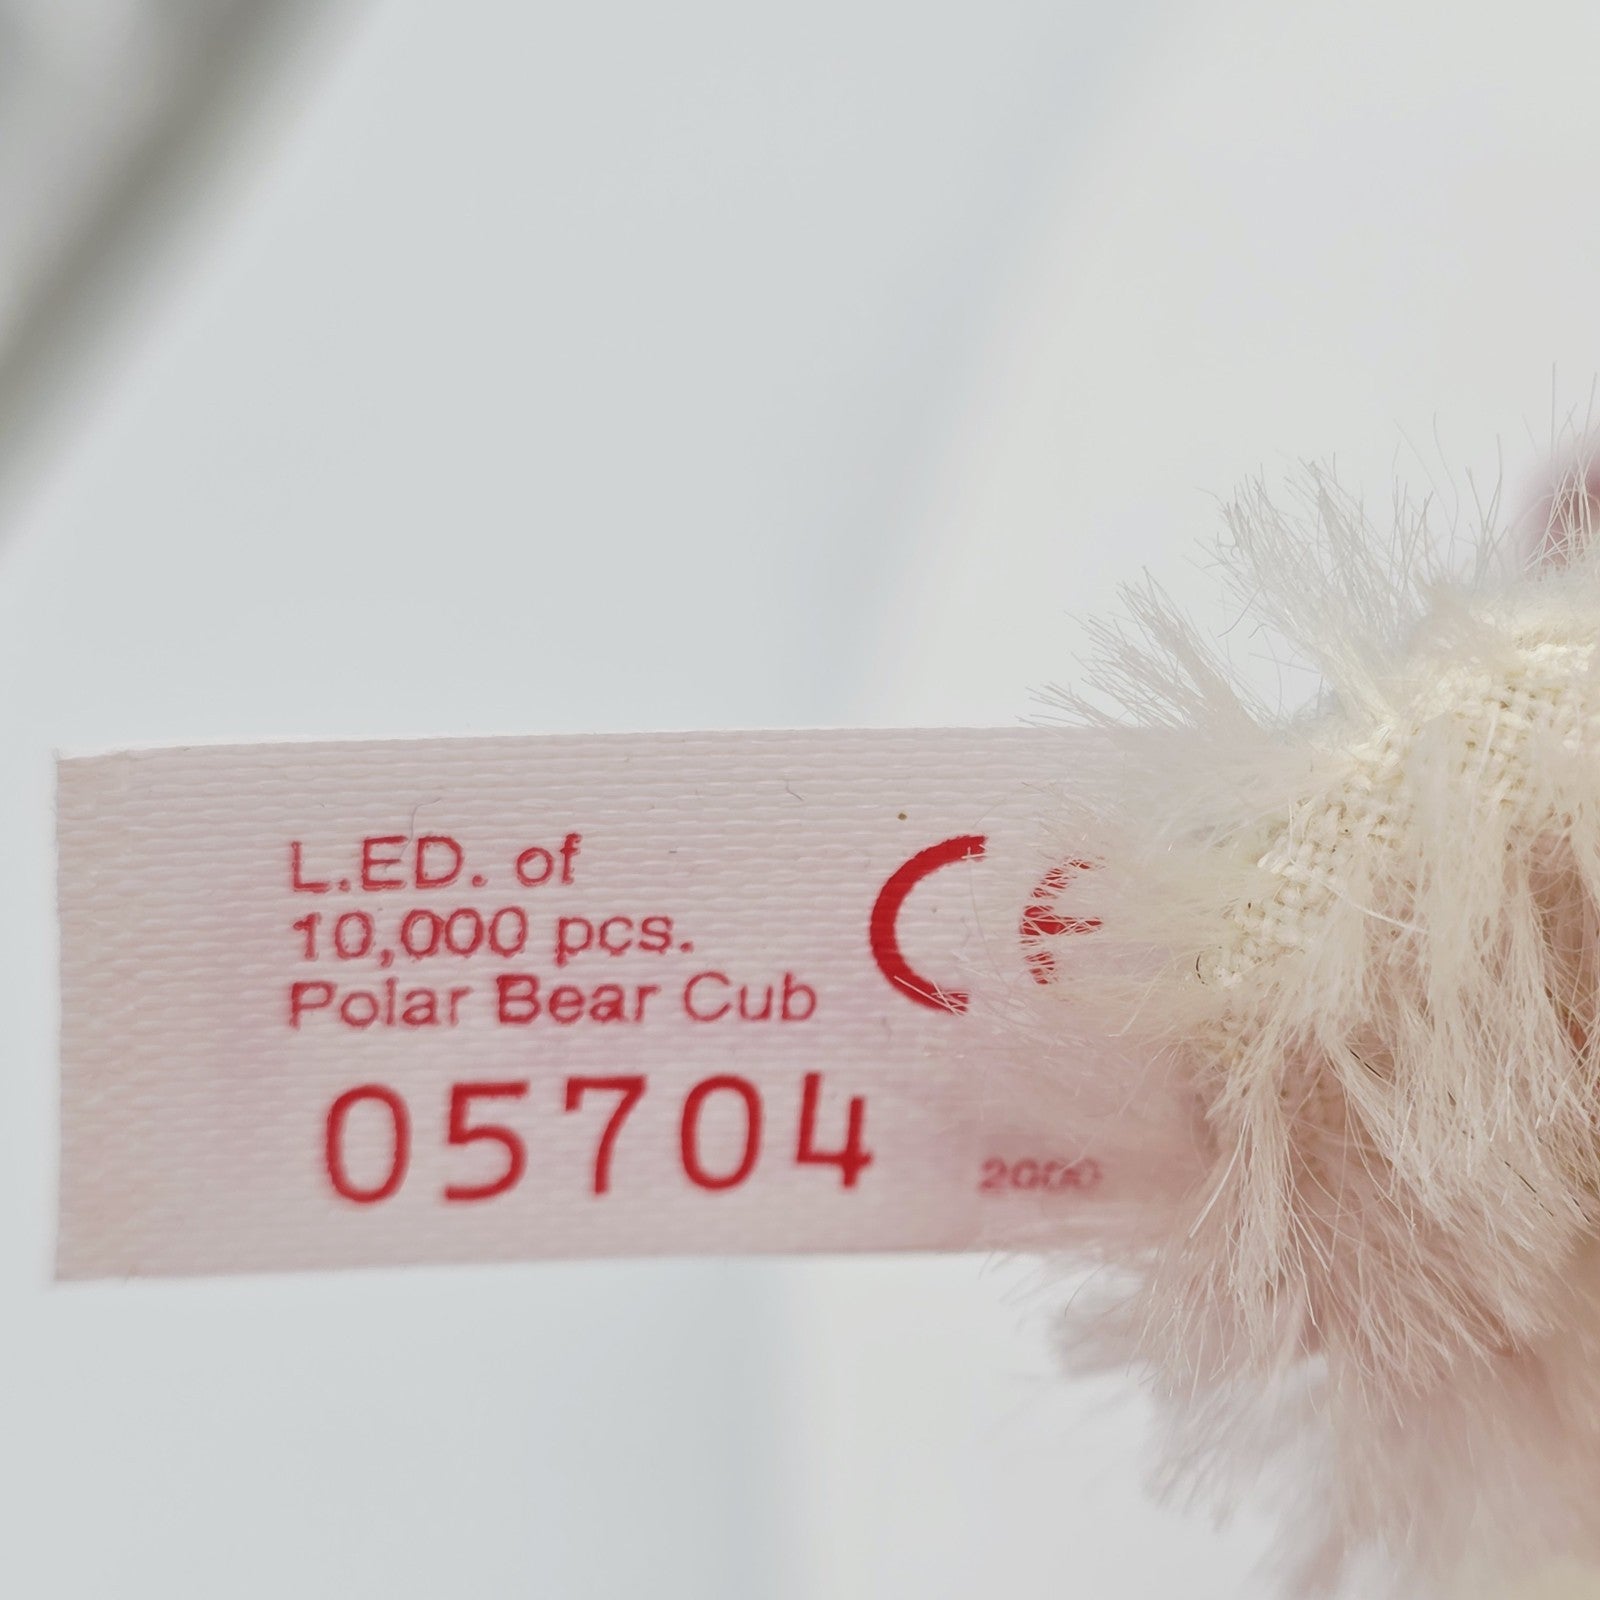 L.ED. of
10,000 pcs.
Polar Bear Cub
CE
05704
2000